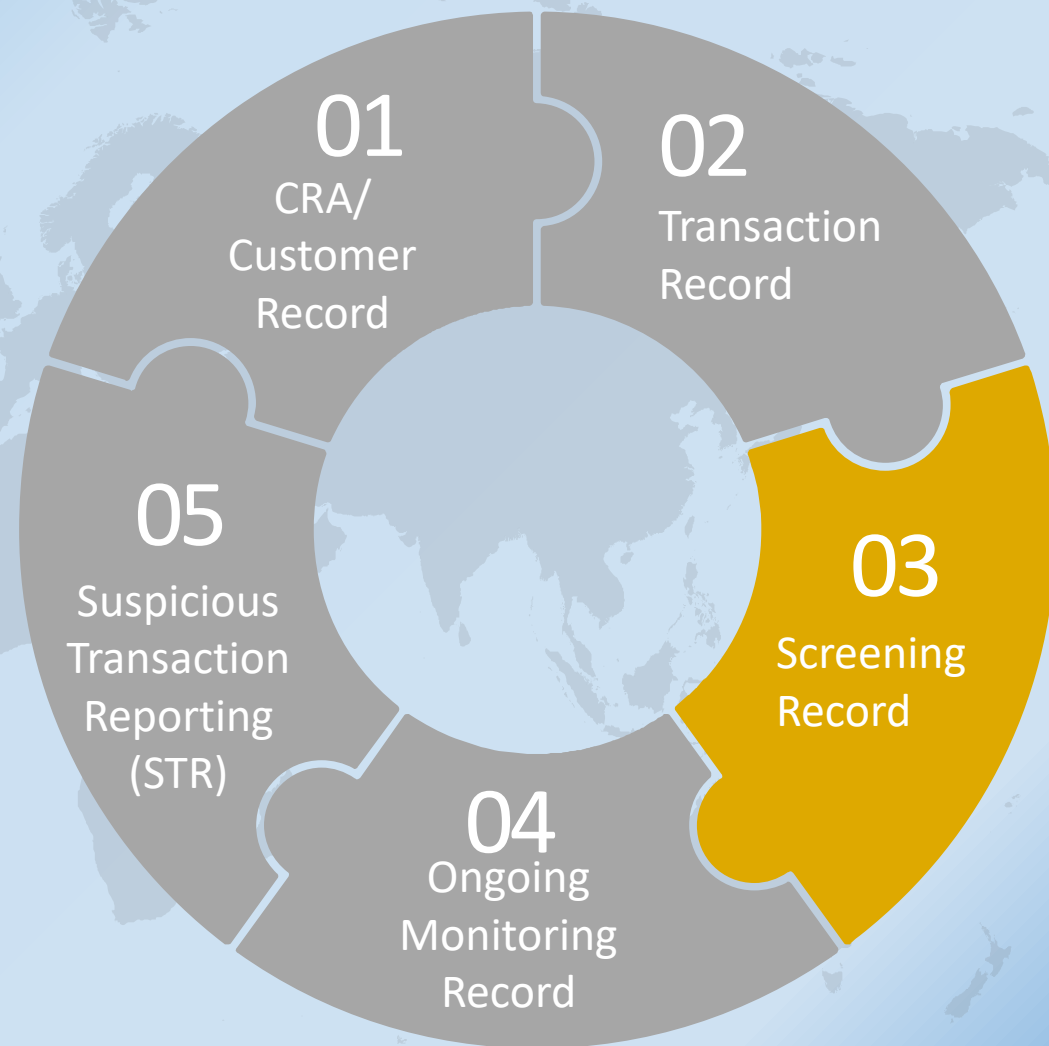 01
CRA/
Customer
Record
02
Transaction
Record
03
Screening
Record
04
Ongoing
Monitoring
Record
05
Suspicious
Transaction
Reporting
(STR)